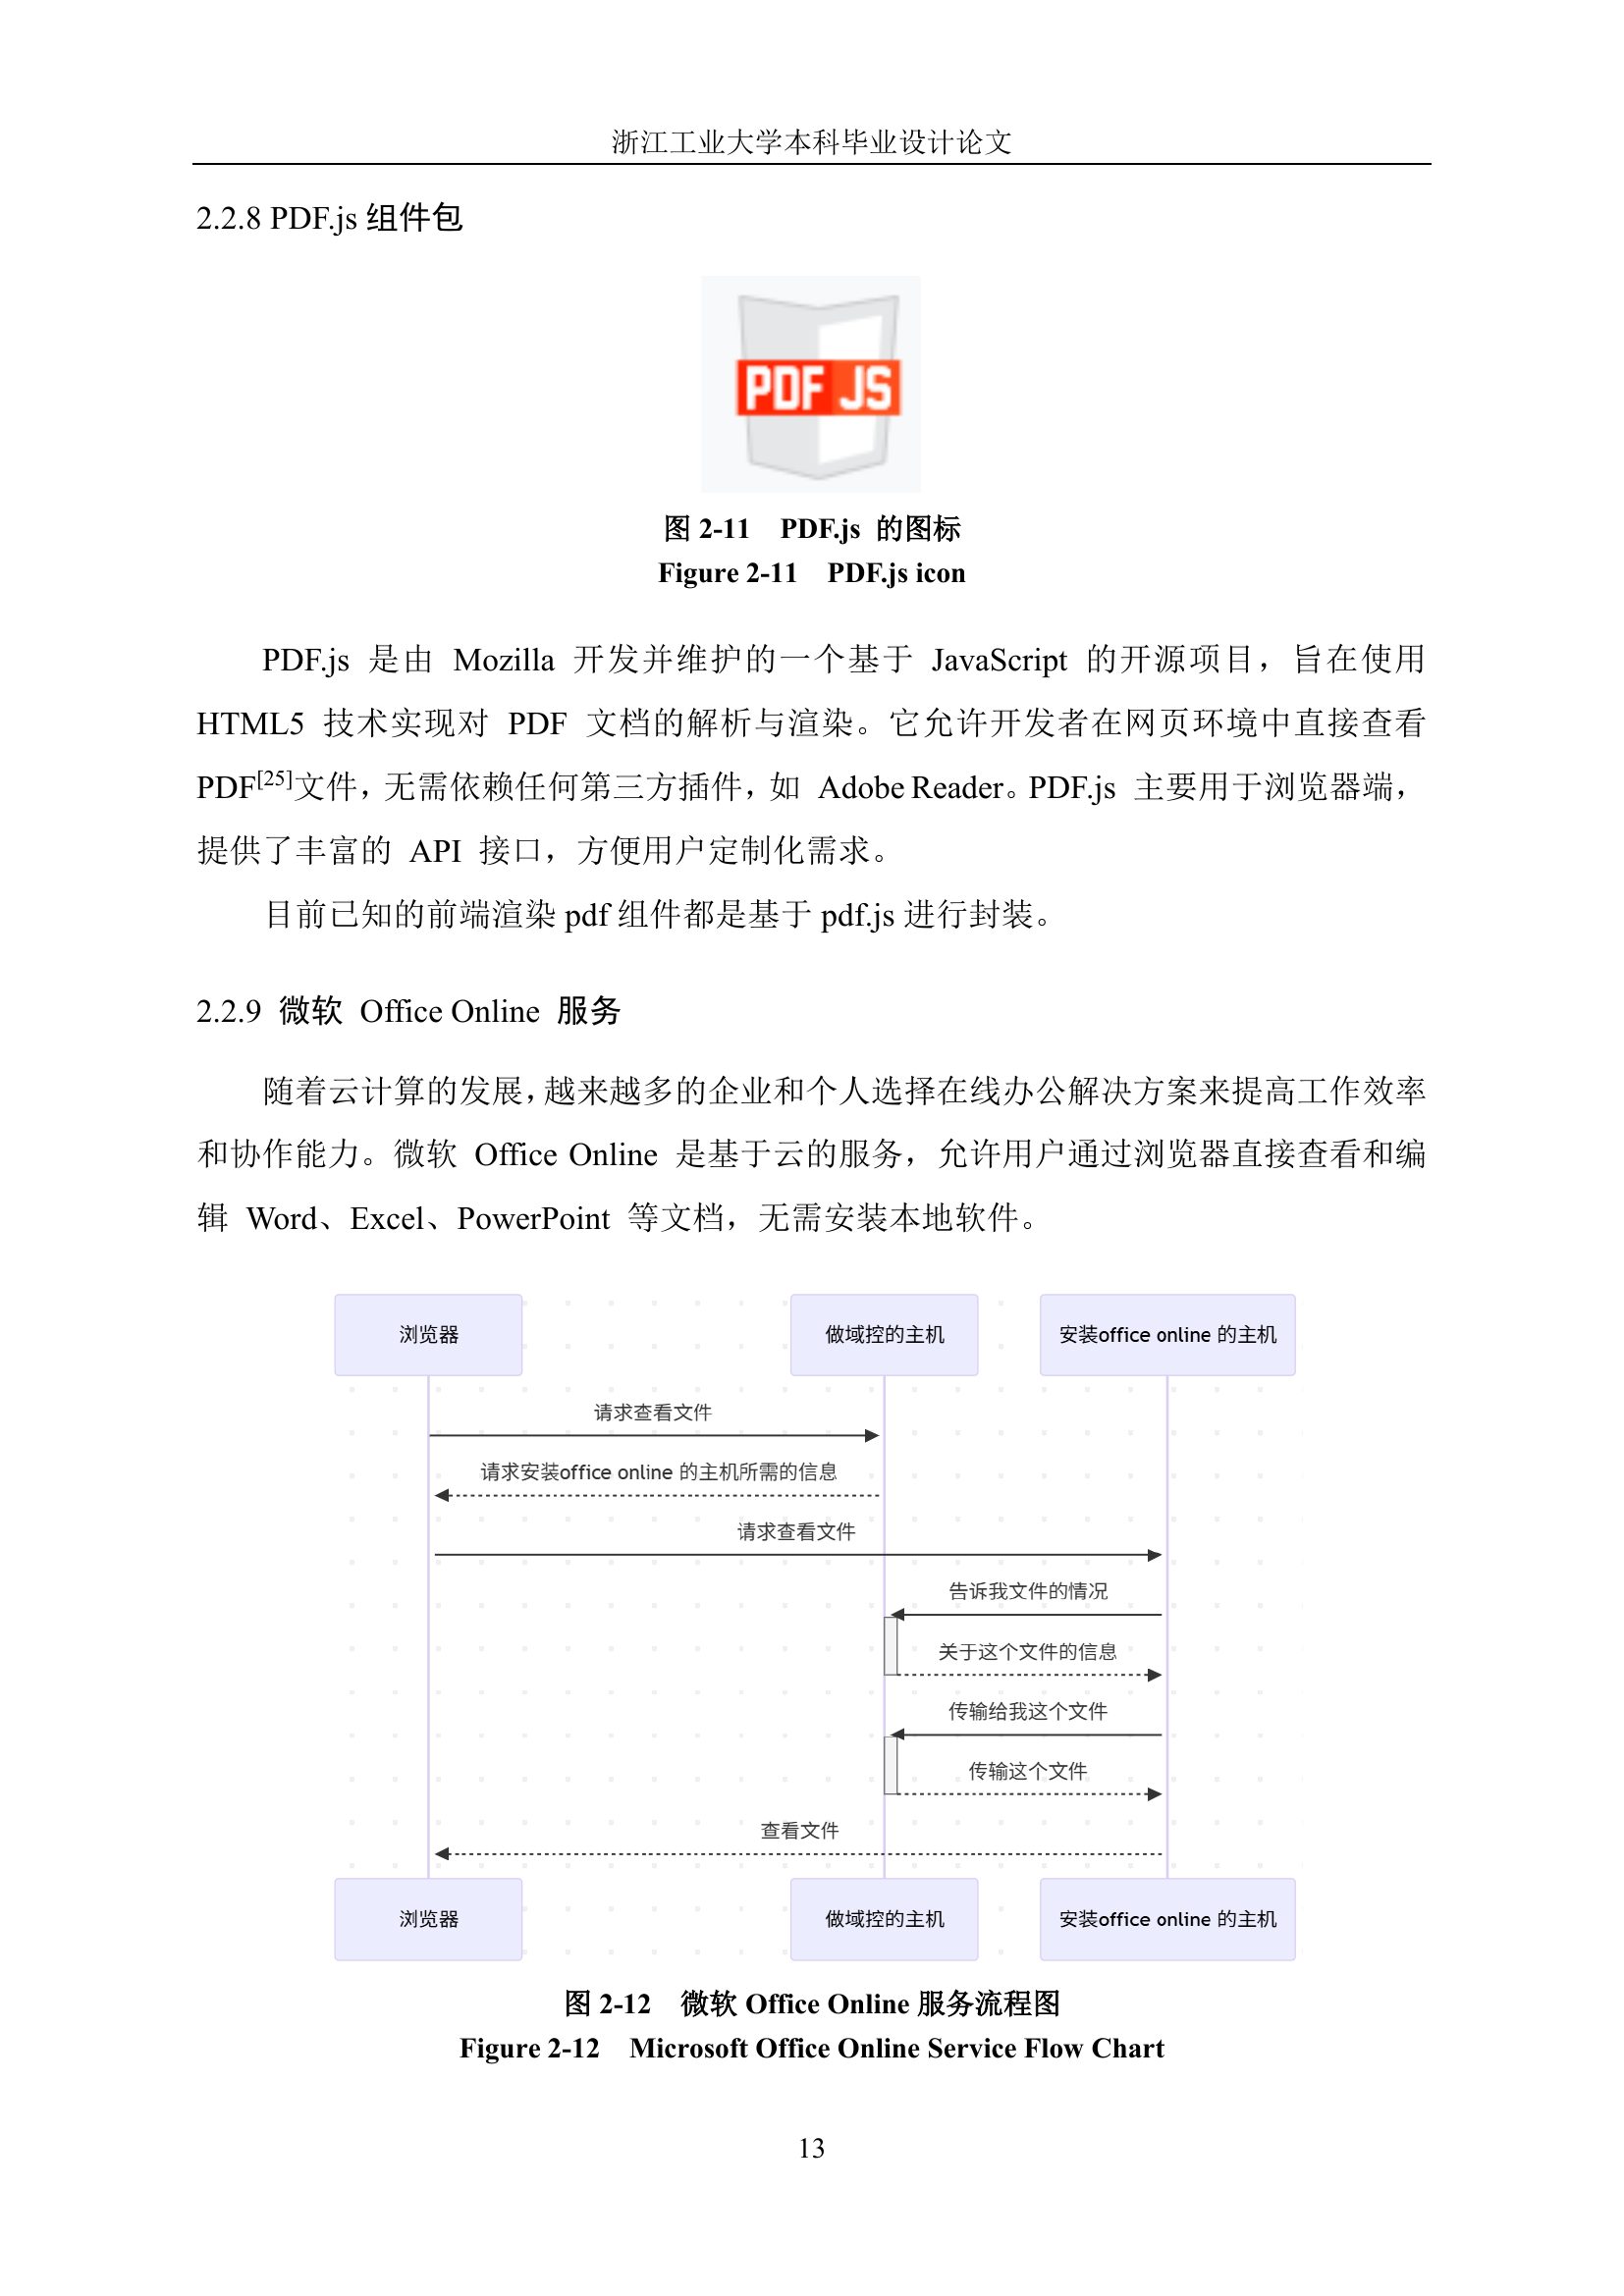 浙江工业大学本科毕业设计论文
2.2.8 PDF.js 组件包
PDF JS
图 2-11 PDF.js 的图标
Figure 2-11 PDF.js icon
PDF.js 是由 Mozilla 开发并维护的一个基于 JavaScript 的开源项目，旨在使用
HTML5 技术实现对 PDF 文档的解析与渲染。它允许开发者在网页环境中直接查看
PDF[25]文件，无需依赖任何第三方插件，如 Adobe Reader。PDF.js 主要用于浏览器端，
提供了丰富的 API 接口，方便用户定制化需求。
目前已知的前端渲染 pdf 组件都是基于 pdf.js 进行封装。
2.2.9 微软 Office Online 服务
随着云计算的发展，越来越多的企业和个人选择在线办公解决方案来提高工作效率
和协作能力。微软 Office Online 是基于云的服务，允许用户通过浏览器直接查看和编
辑 Word、Excel、PowerPoint 等文档，无需安装本地软件。
浏览器 做域控的主机 安装office online 的主机
请求查看文件
请求安装office online 的主机所需的信息
请求查看文件
告诉我文件的情况
关于这个文件的信息
传输给我这个文件
传输这个文件
查看文件
浏览器 做域控的主机 安装office online 的主机
图 2-12 微软 Office Online 服务流程图
Figure 2-12 Microsoft Office Online Service Flow Chart
13